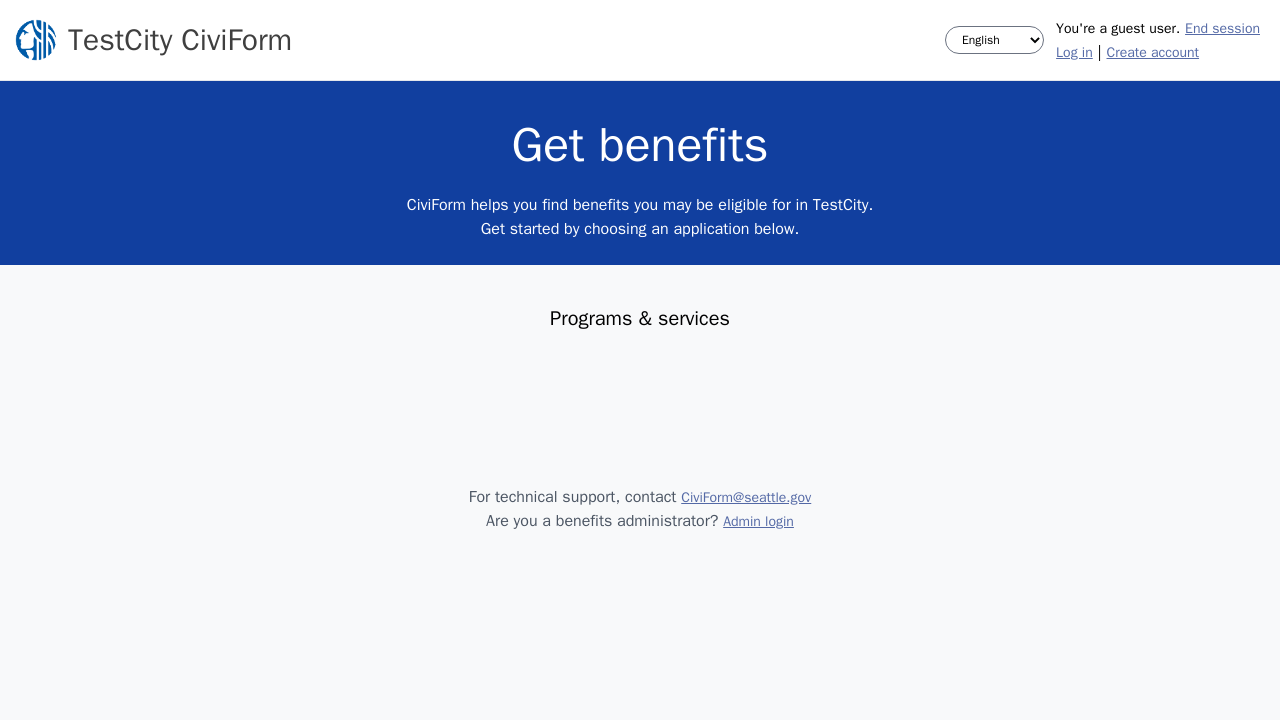 TestCity CiviForm
English
You're a guest user. End session
Log in | Create account
Get benefits
CiviForm helps you find benefits you may be eligible for in TestCity.
Get started by choosing an application below.
Programs & services
For technical support, contact CiviForm@seattle.gov
Are you a benefits administrator? Admin login